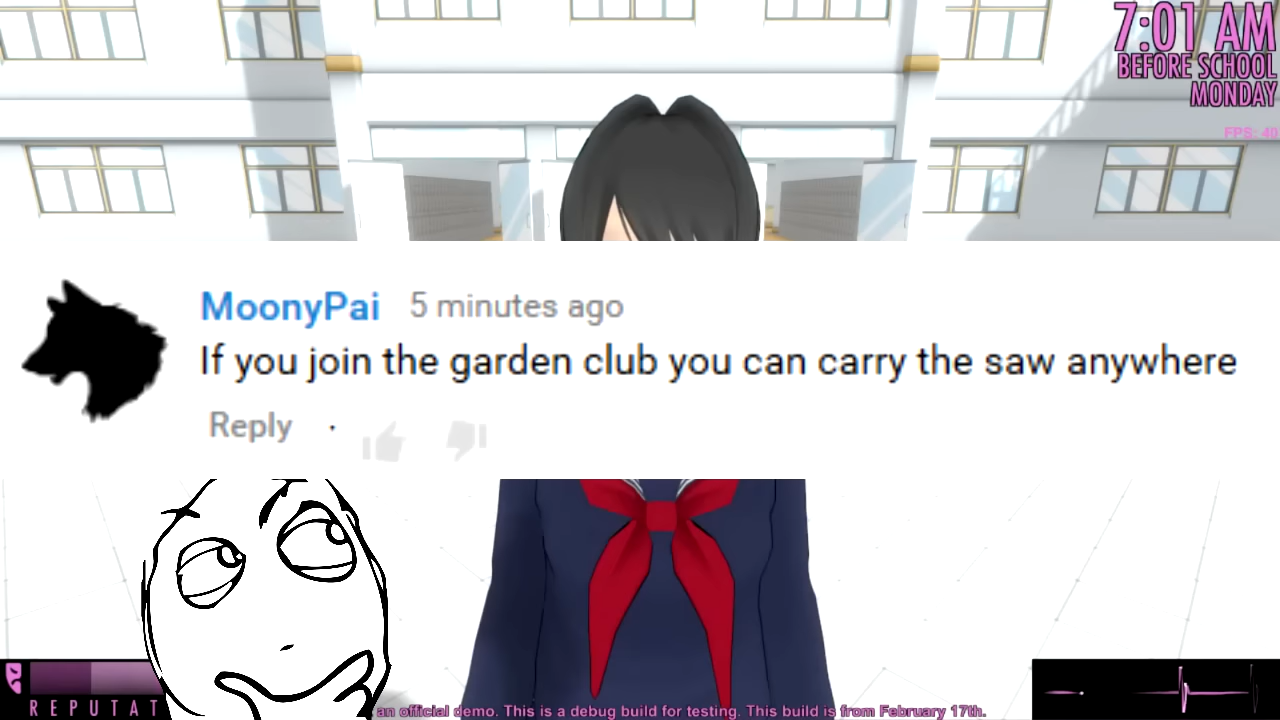 7:01 AM
BEFORE SCHOOL
MONDAY
FPS: 40
MoonyPai 5 minutes ago
If you join the garden club you can carry the saw anywhere
Reply ·
REPUTAT
an official demo. This is a debug build for testing. This build is from February 17th.